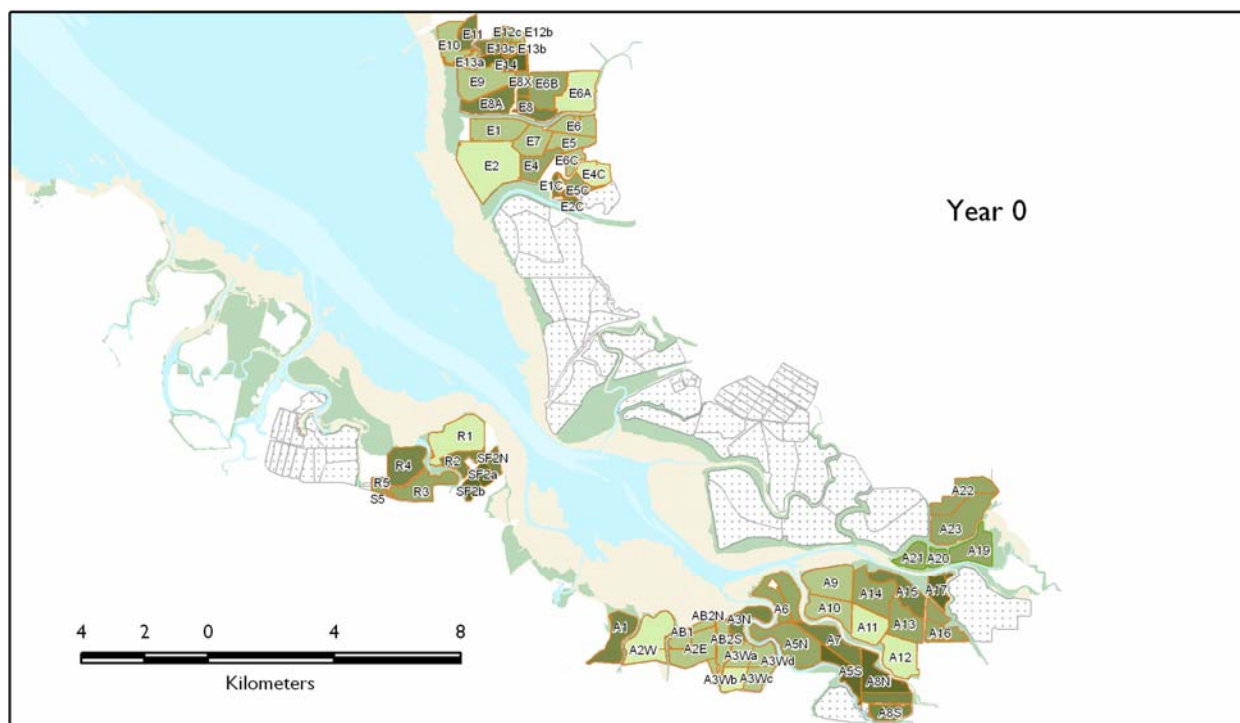 E11 E12c E12b
E10 E13c E13b
E13a E14
E9 E8X E6B
E8A E8 E6A
E1 E6
E7 E5
E2 E4 E6C E4C
E1C E5C
E2C
Year 0
R1
R4 R2 SF2N
R5 R3 SF2a
S5 SF2b
A22
A23
A21 A20 A19
A9 A14 A15 A17
AB2N A3N A6 A10 A11 A13 A16
A1 AB1 AB2S A5N A7
A2W A2E A3Wa A3Wd A12
A3Wb A3Wc A5S A8N
A8S
4 2 0 4 8
Kilometers